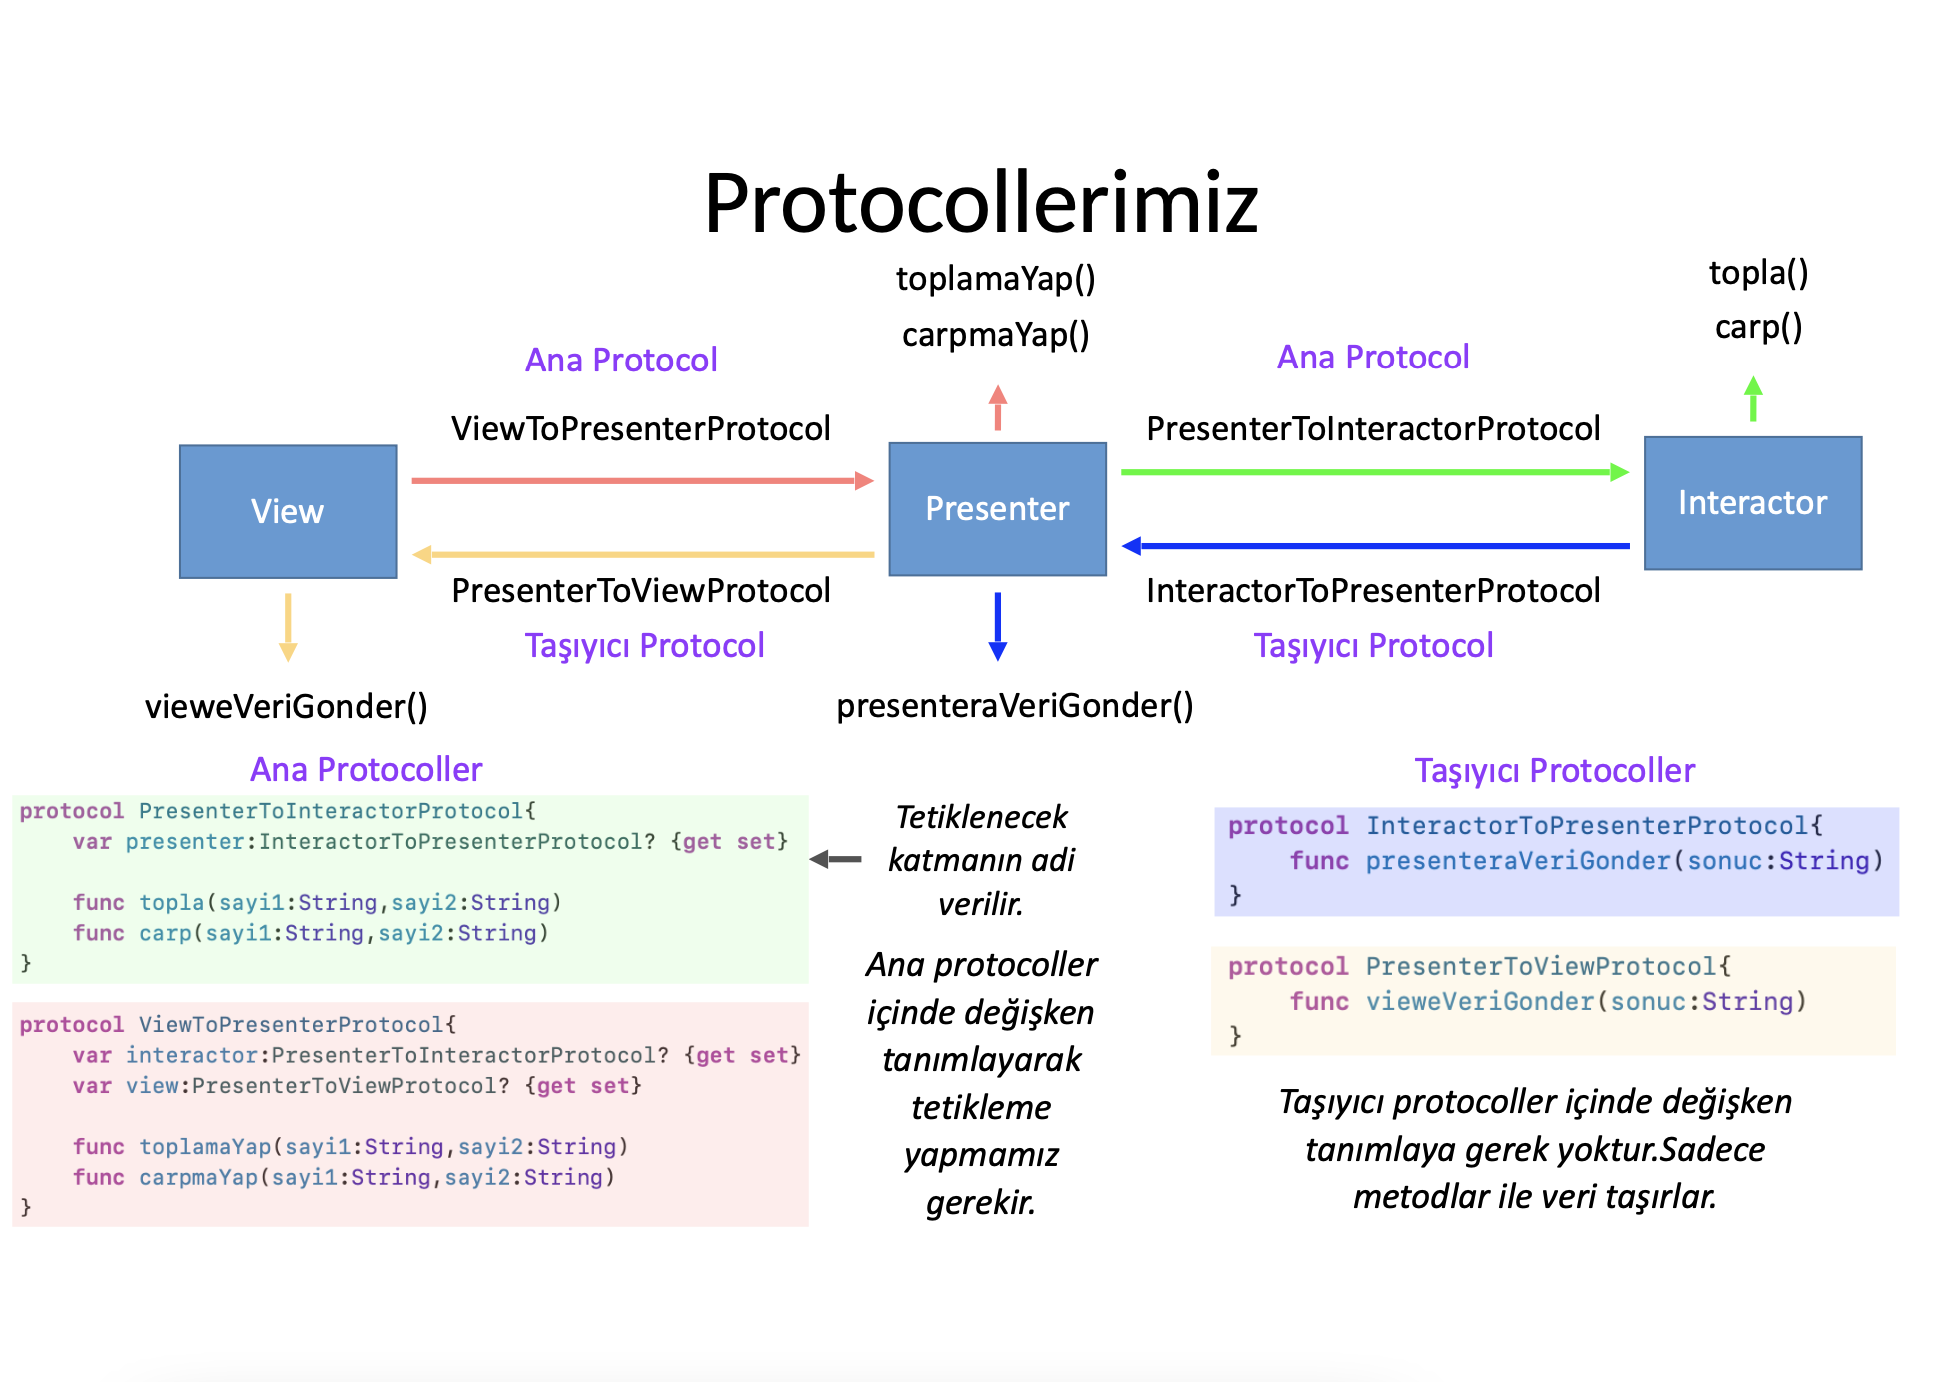 Protocollerimiz
toplamaYap()
carpmaYap()
topla()
carp()
Ana Protocol
Ana Protocol
ViewToPresenterProtocol
PresenterToInteractorProtocol
View
Presenter
Interactor
PresenterToViewProtocol
InteractorToPresenterProtocol
Taşıyıcı Protocol
Taşıyıcı Protocol
vieweVeriGonder()
presenteraVeriGonder()
Ana Protocoller
protocol PresenterToInteractorProtocol{
    var presenter:InteractorToPresenterProtocol? {get set}
    func topla(sayi1:String,sayi2:String)
    func carp(sayi1:String,sayi2:String)
}
protocol ViewToPresenterProtocol{
    var interactor:PresenterToInteractorProtocol? {get set}
    var view:PresenterToViewProtocol? {get set}
    func toplamaYap(sayi1:String,sayi2:String)
    func carpmaYap(sayi1:String,sayi2:String)
}
Tetiklenecek
katmanın adi
verilir.
Ana protocoller
içinde değişken
tanımlayarak
tetikleme
yapmamız
gerekir.
Taşıyıcı Protocoller
protocol InteractorToPresenterProtocol{
    func presenteraVeriGonder(sonuc:String)
}
protocol PresenterToViewProtocol{
    func vieweVeriGonder(sonuc:String)
}
Taşıyıcı protocoller içinde değişken
tanımlaya gerek yoktur.Sadece
metodlar ile veri taşırlar.